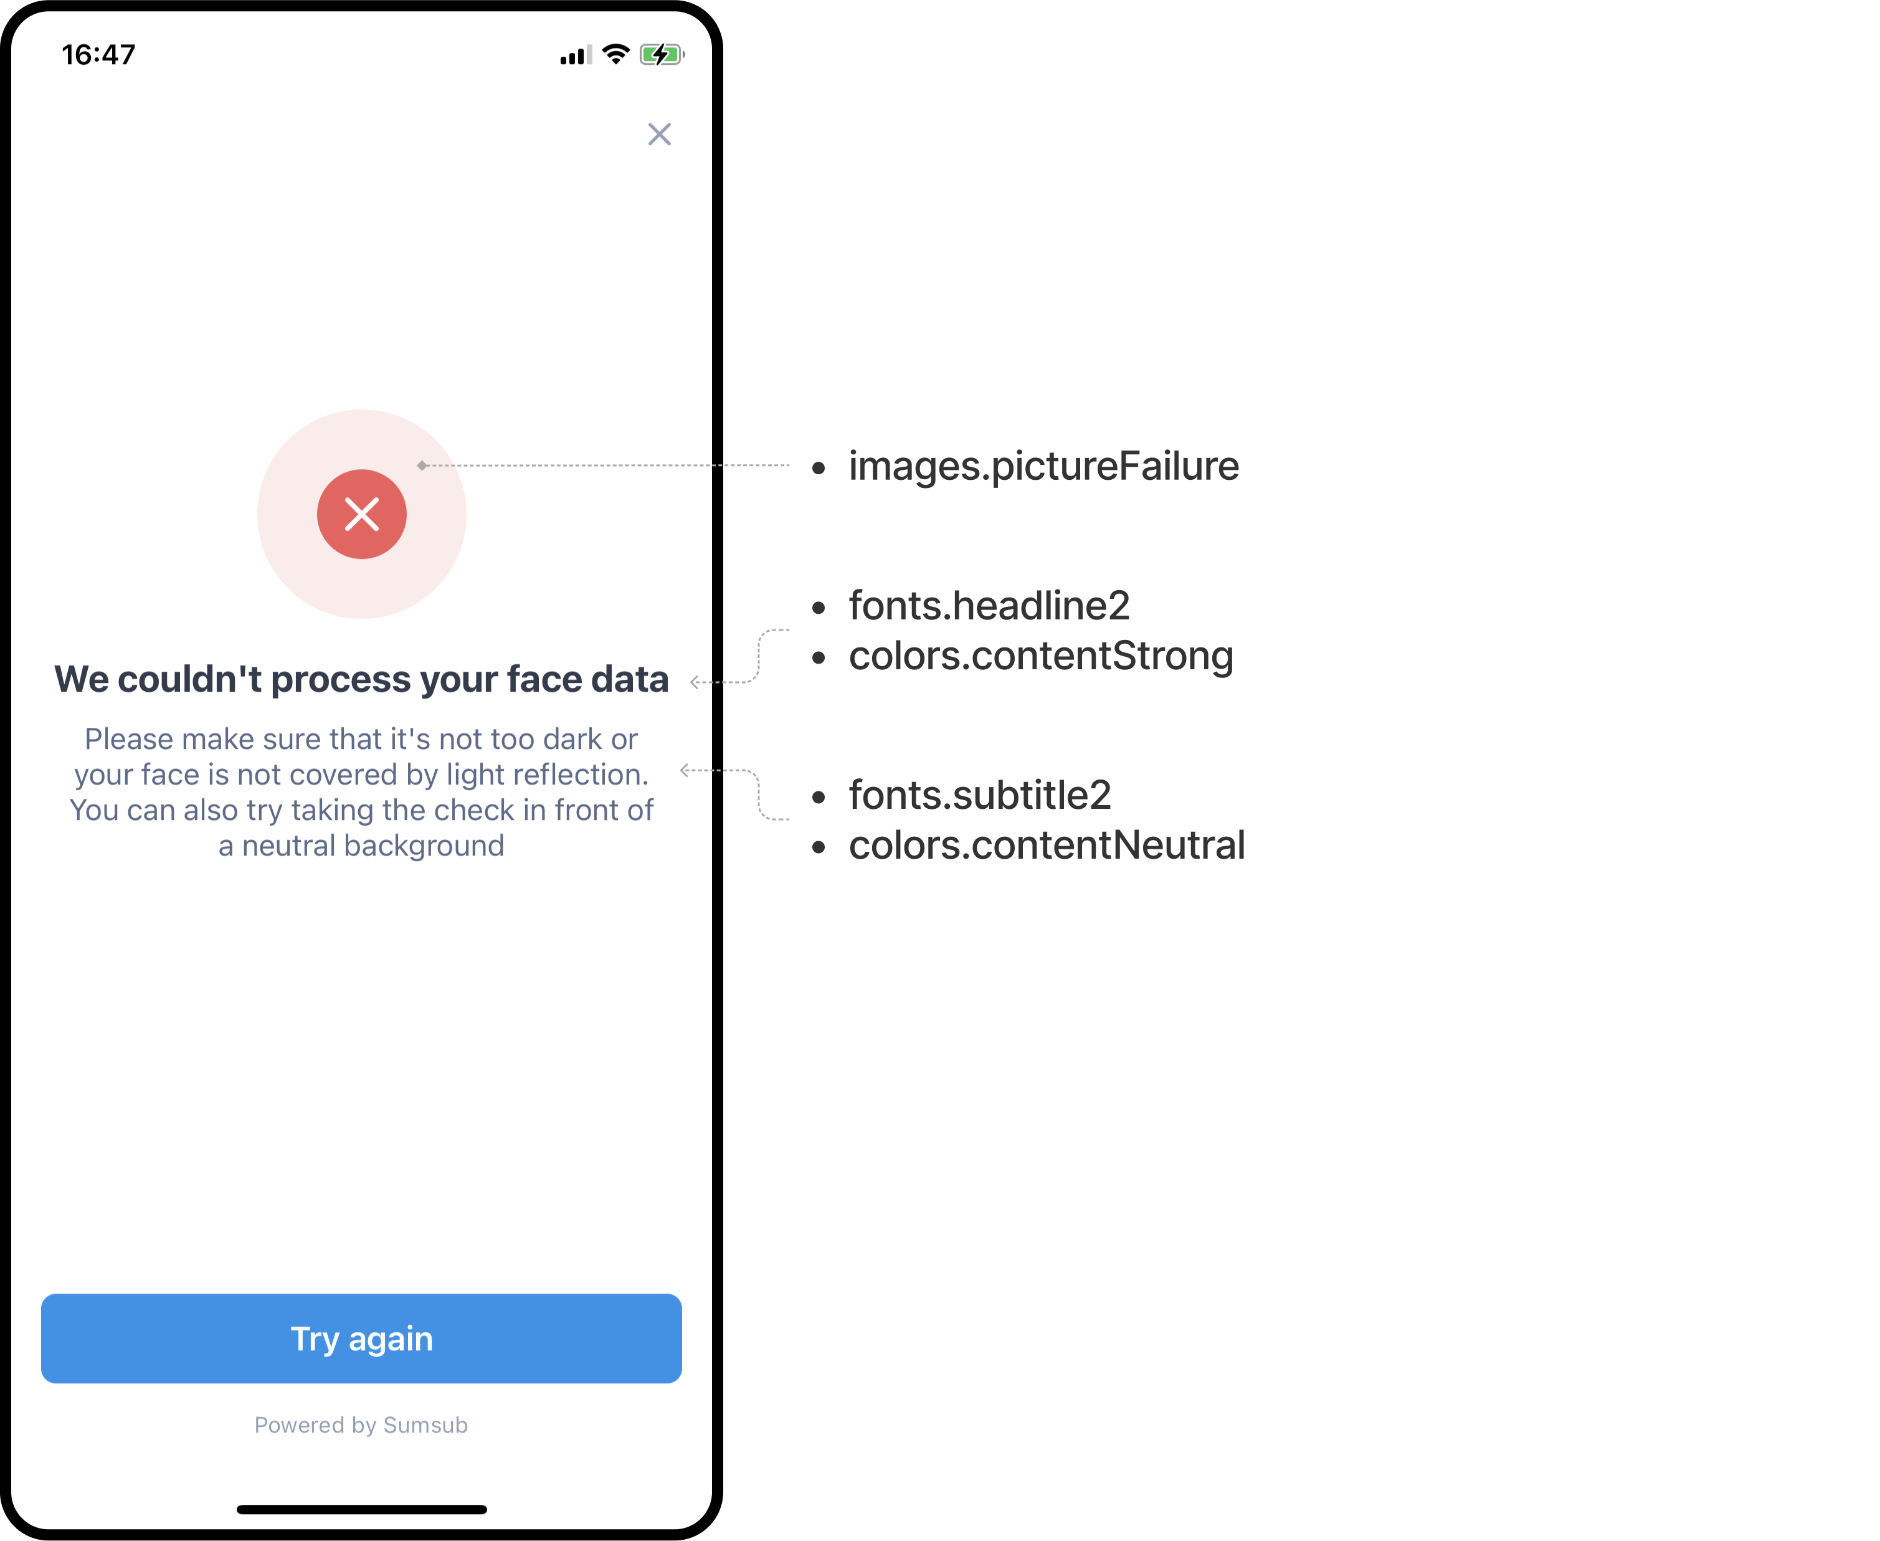 16:47
images.pictureFailure
fonts.headline2
colors.contentStrong
We couldn't process your face data
Please make sure that it's not too dark or
your face is not covered by light reflection.
You can also try taking the check in front of
a neutral background
fonts.subtitle2
colors.contentNeutral
Try again
Powered by Sumsub